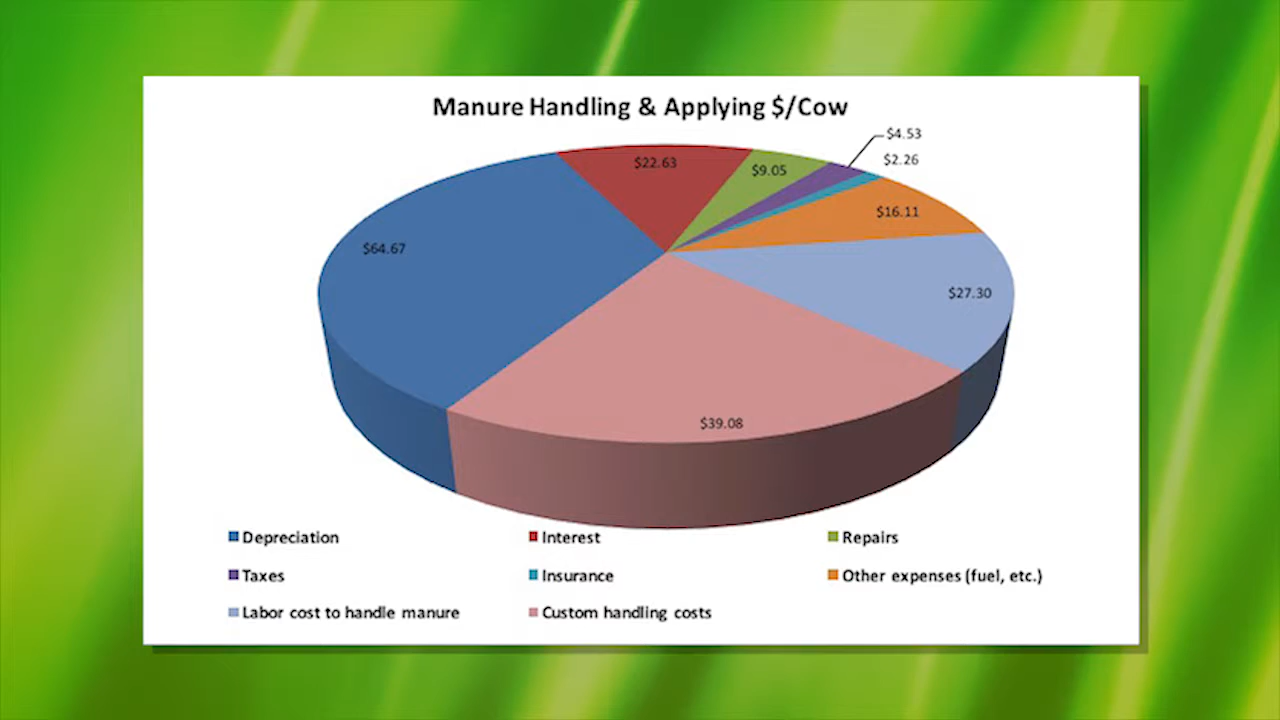 Manure Handling & Applying $/Cow
$4.53
$2.26
$22.63
$9.05
$16.11
$64.67
$27.30
$39.08
Depreciation
Interest
Repairs
Taxes
Insurance
Other expenses (fuel, etc.)
Labor cost to handle manure
Custom handling costs